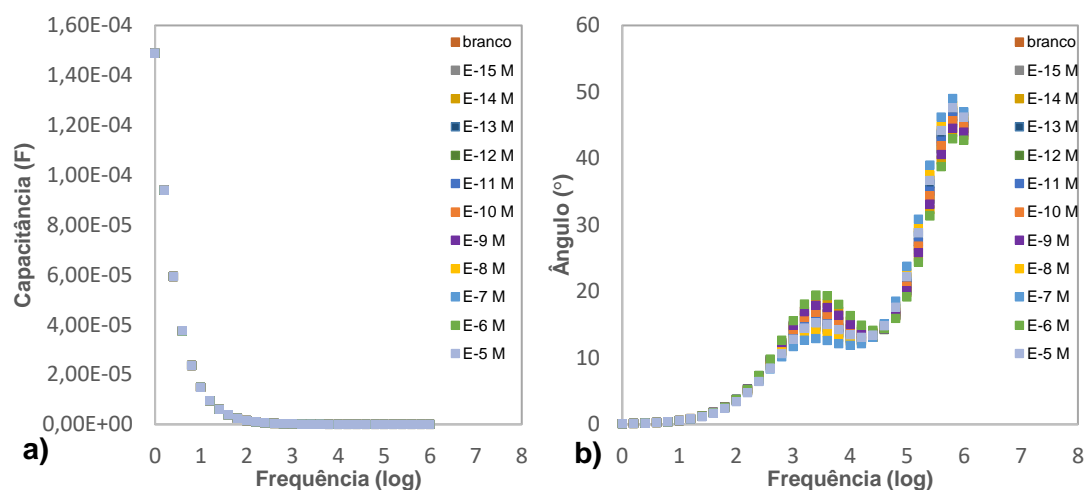 1,60E-04
1,40E-04
1,20E-04
1,00E-04
8,00E-05
6,00E-05
4,00E-05
2,00E-05
0,00E+00
Capacitância (F)
0 1 2 3 4 5 6 7 8
Frequência (log)
branco
E-15 M
E-14 M
E-13 M
E-12 M
E-11 M
E-10 M
E-9 M
E-8 M
E-7 M
E-6 M
E-5 M
a)
60
50
40
30
20
10
0
Ângulo (°)
0 1 2 3 4 5 6 7 8
Frequência (log)
branco
E-15 M
E-14 M
E-13 M
E-12 M
E-11 M
E-10 M
E-9 M
E-8 M
E-7 M
E-6 M
E-5 M
b)